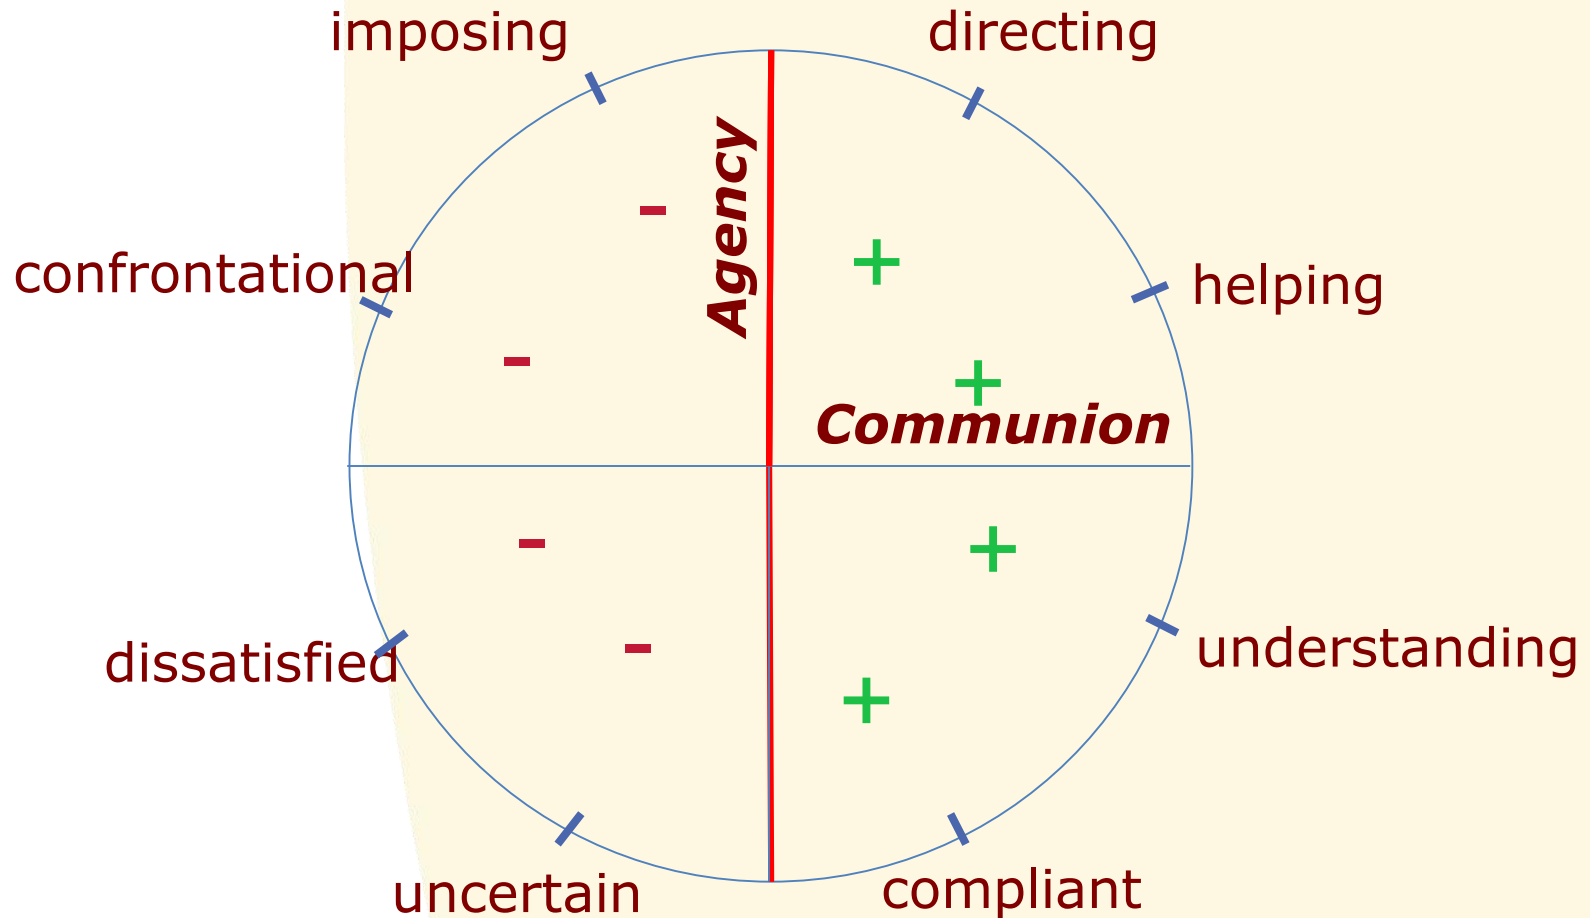 imposing
directing
Agency
-
+
confrontational
helping
-
+
Communion
-
+
dissatisfied
understanding
-
+
uncertain
compliant